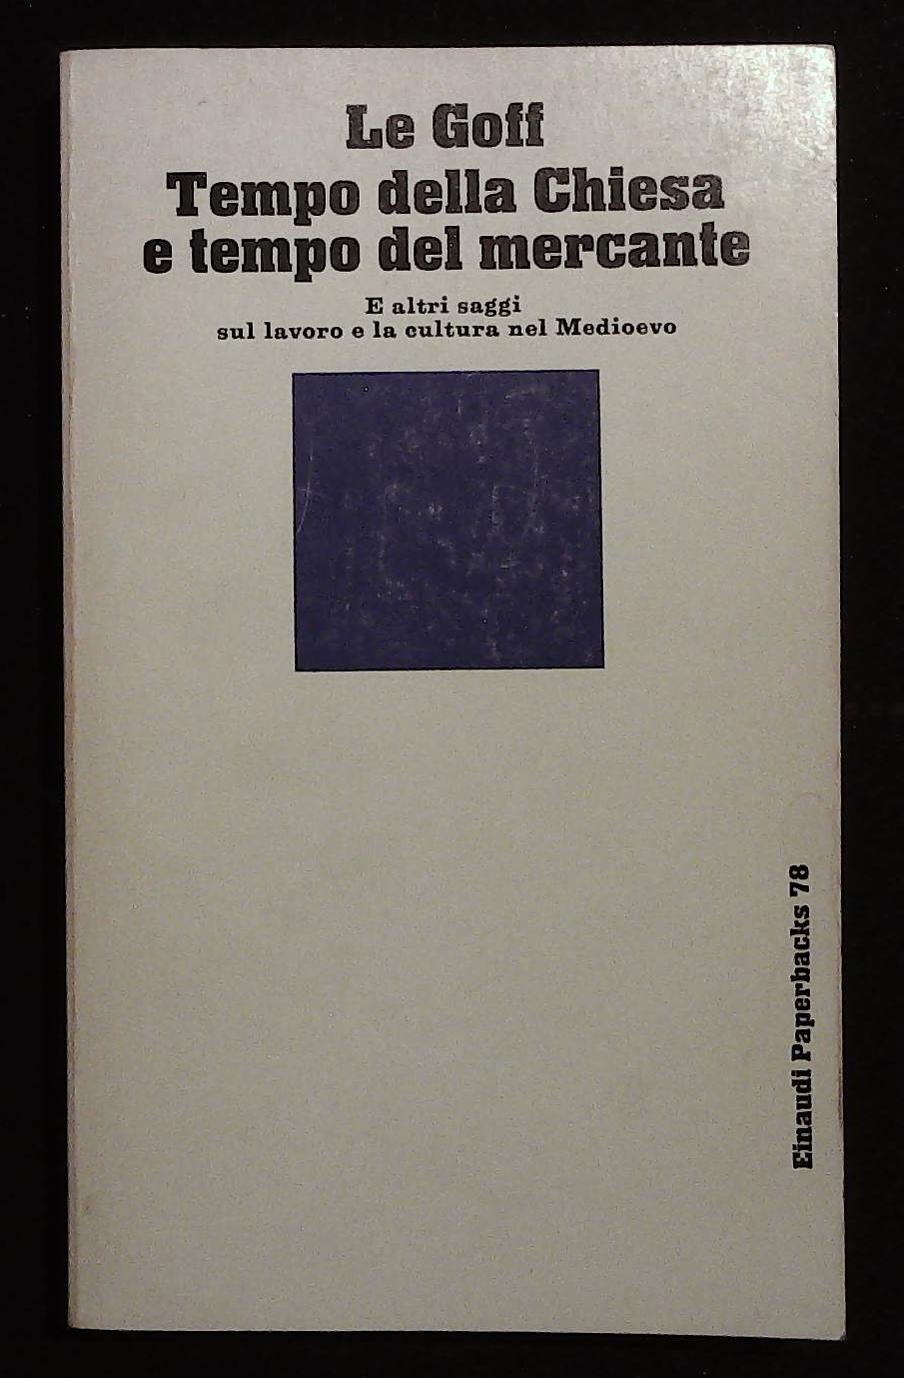 Le Goff
Tempo della Chiesa
e tempo del mercante
E altri saggi
sul lavoro e la cultura nel Medioevo
Einaudi Paperbacks 78